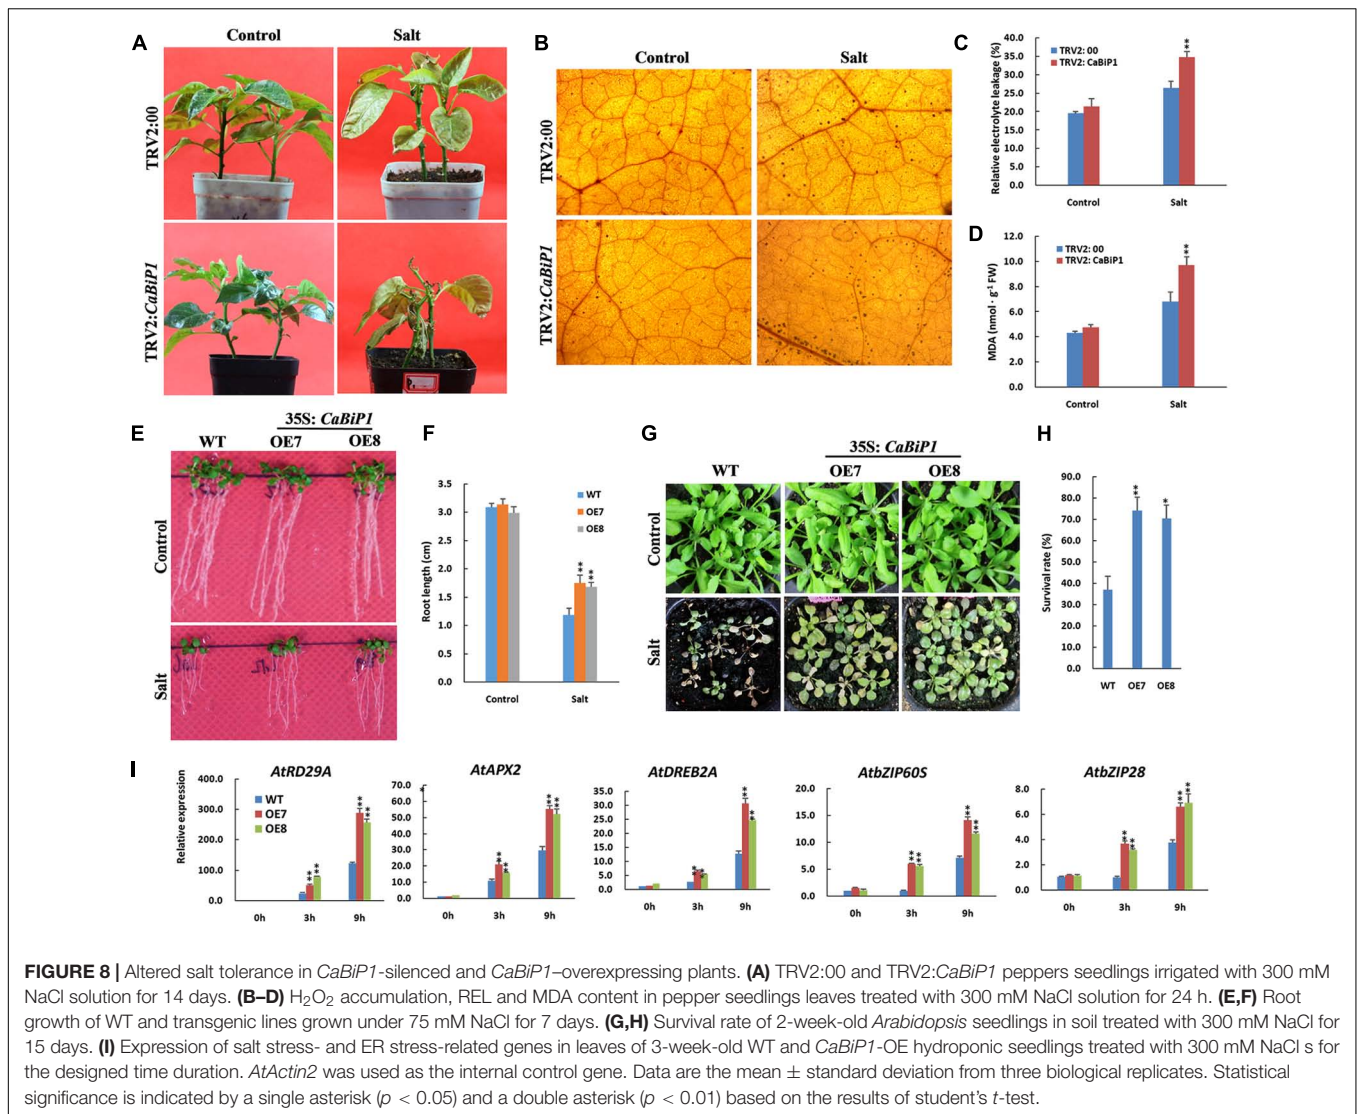 A
Control
Salt
TRV2:00
TRV2:CaBiP1
B
Control
Salt
TRV2:00
TRV2:CaBiP1
C
Relative electrolyte leakage (%)
40.0
35.0
30.0
25.0
20.0
15.0
10.0
5.0
0.0
TRV2: 00
TRV2: CaBiP1
**
Control
Salt
D
MDA (nmol · g-1 FW)
12.0
10.0
8.0
6.0
4.0
2.0
0.0
TRV2: 00
TRV2: CaBiP1
**
Control
Salt
E
35S: CaBiP1
WT
OE7
OE8
Control
Salt
F
Root length (cm)
3.5
3.0
2.5
2.0
1.5
1.0
0.5
0.0
WT
OE7
OE8
**
**
Control
Salt
G
35S: CaBiP1
WT
OE7
OE8
Control
Salt
H
Survival rate (%)
90.0
80.0
70.0
60.0
50.0
40.0
30.0
20.0
10.0
0.0
**
*
WT
OE7
OE8
I
AtRD29A
Relative expression
400.0
300.0
200.0
100.0
0.0
WT
OE7
OE8
**
**
**
**
0h
3h
9h
AtAPX2
70.0
60.0
50.0
40.0
30.0
20.0
10.0
0.0
*
**
**
**
**
0h
3h
9h
AtDREB2A
35.0
30.0
25.0
20.0
15.0
10.0
5.0
0.0
**
**
**
**
0h
3h
9h
AtbZIP60S
20.0
15.0
10.0
5.0
0.0
**
**
**
**
0h
3h
9h
AtbZIP28
8.0
6.0
4.0
2.0
0.0
**
**
**
**
0h
3h
9h
FIGURE 8 | Altered salt tolerance in CaBiP1-silenced and CaBiP1–overexpressing plants. (A) TRV2:00 and TRV2:CaBiP1 peppers seedlings irrigated with 300 mM
NaCl solution for 14 days. (B–D) H2O2 accumulation, REL and MDA content in pepper seedlings leaves treated with 300 mM NaCl solution for 24 h. (E,F) Root
growth of WT and transgenic lines grown under 75 mM NaCl for 7 days. (G,H) Survival rate of 2-week-old Arabidopsis seedlings in soil treated with 300 mM NaCl for
15 days. (I) Expression of salt stress- and ER stress-related genes in leaves of 3-week-old WT and CaBiP1-OE hydroponic seedlings treated with 300 mM NaCl s for
the designed time duration. AtActin2 was used as the internal control gene. Data are the mean ± standard deviation from three biological replicates. Statistical
significance is indicated by a single asterisk (p < 0.05) and a double asterisk (p < 0.01) based on the results of student's t-test.